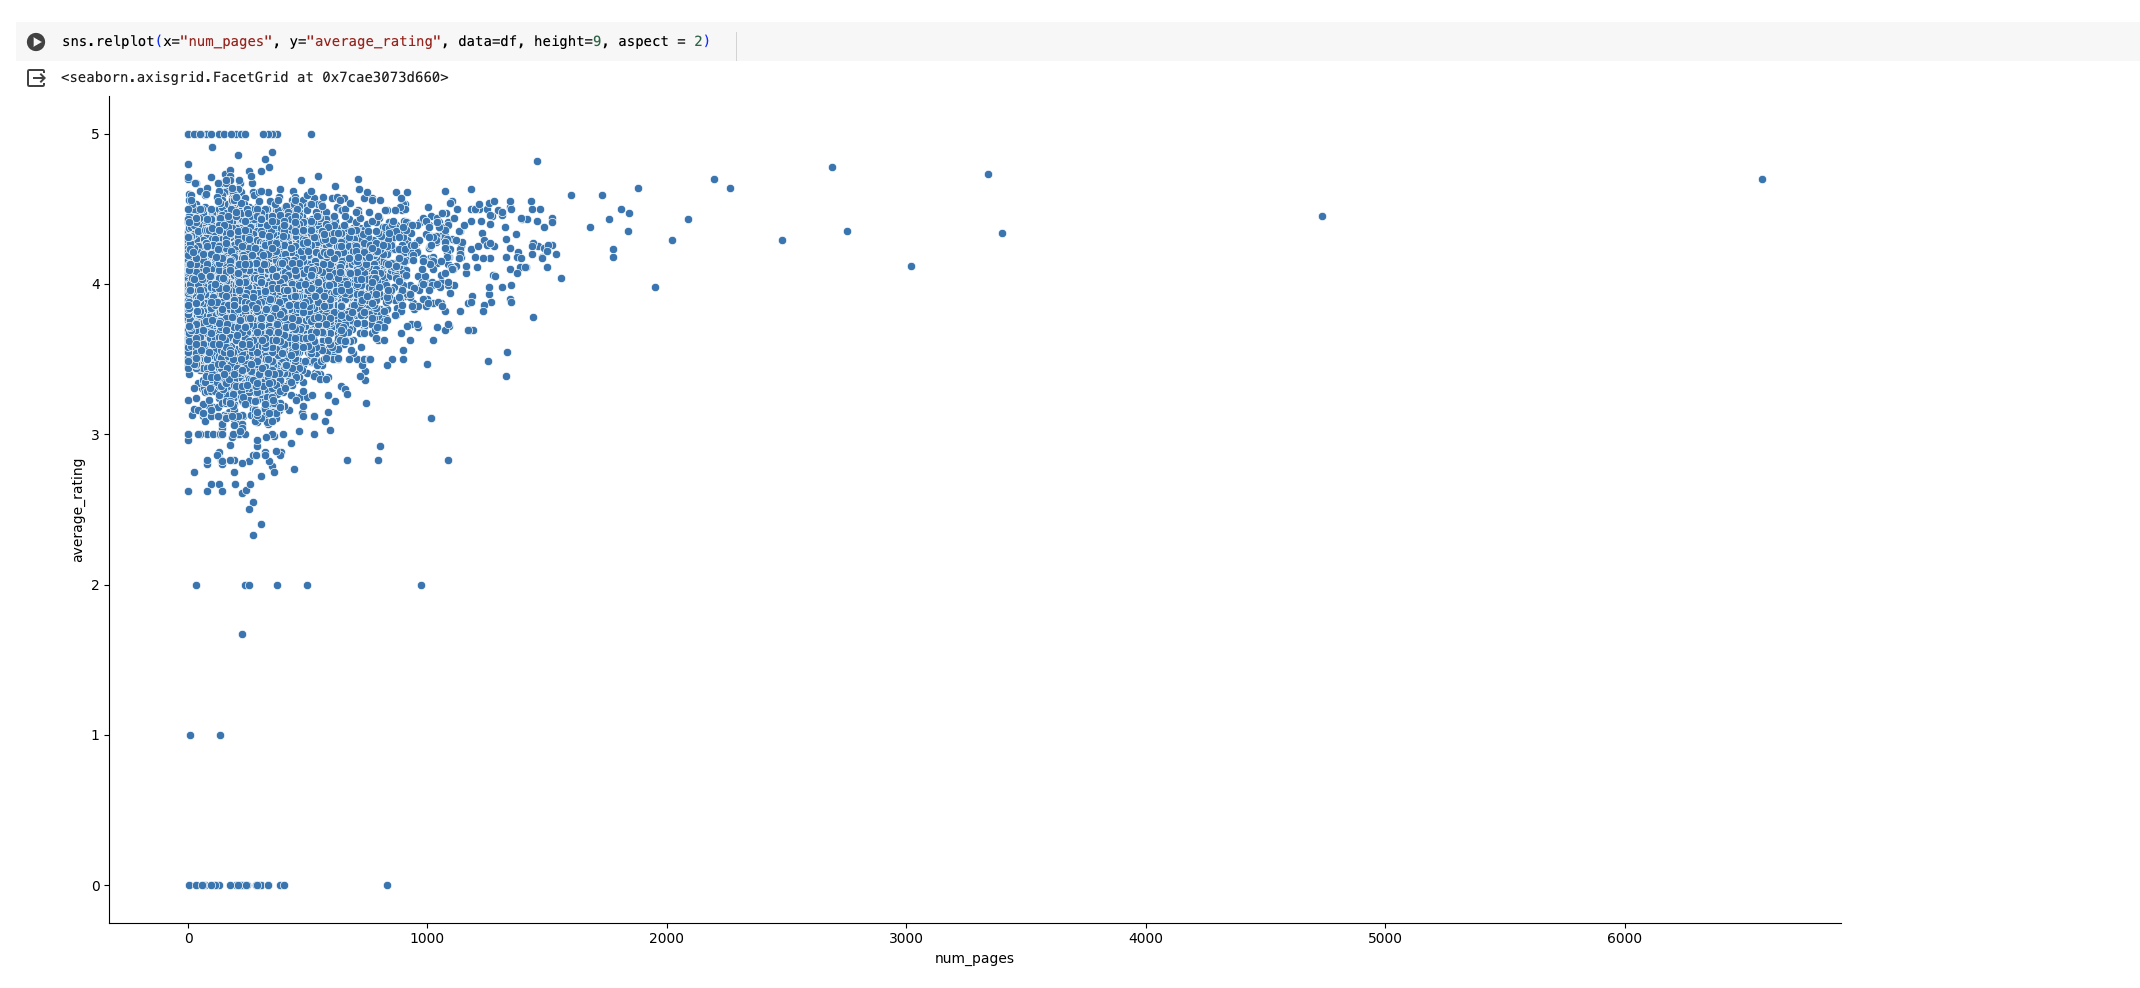 sns.relplot(x="num_pages", y="average_rating", data=df, height=9, aspect = 2)
<seaborn.axisgrid.FacetGrid at 0x7cae3073d660>
5
4
3
2
1
0
average_rating
0 1000 2000 3000 4000 5000 6000
num_pages